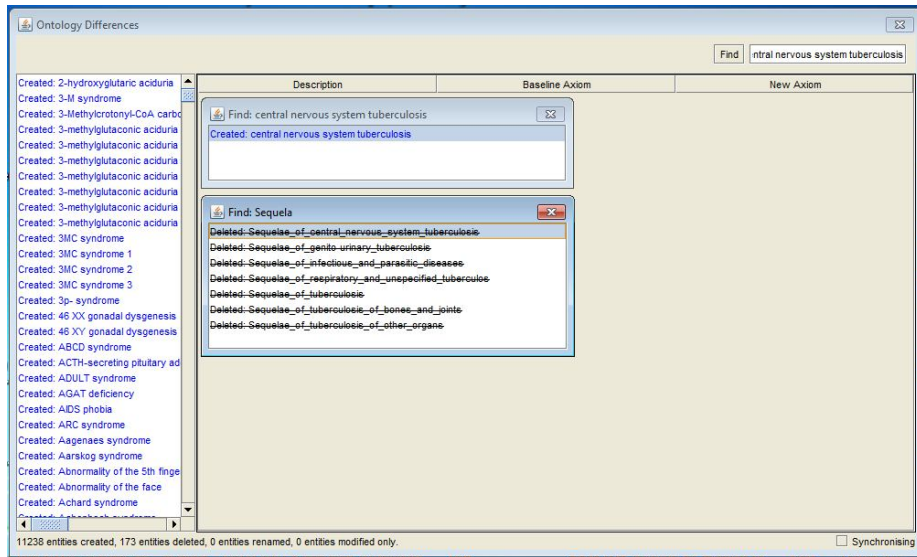 Ontology Differences
Find
ntral nervous system tuberculosis
Created: 2-hydroxyglutaric aciduria
Created: 3-M syndrome
Created: 3-Methylcrotonyl-CoA carbo
Created: 3-methylglutaconic aciduria
Created: 3-methylglutaconic aciduria
Created: 3-methylglutaconic aciduria
Created: 3-methylglutaconic aciduria
Created: 3-methylglutaconic aciduria
Created: 3-methylglutaconic aciduria
Created: 3-methylglutaconic aciduria
Created: 3MC syndrome
Created: 3MC syndrome 1
Created: 3MC syndrome 2
Created: 3MC syndrome 3
Created: 3p- syndrome
Created: 46 XX gonadal dysgenesis
Created: 46 XY gonadal dysgenesis
Created: ABCD syndrome
Created: ACTH-secreting pituitary ad
Created: ADULT syndrome
Created: AGAT deficiency
Created: AIDS phobia
Created: ARC syndrome
Created: Aagenaes syndrome
Created: Aarskog syndrome
Created: Abnormality of the 5th finge
Created: Abnormality of the face
Created: Achard syndrome
Description
Baseline Axiom
New Axiom
Find: central nervous system tuberculosis
Created: central nervous system tuberculosis
Find: Sequela
Deleted: Sequelae_of_central_nervous_system_tuberculosis
Deleted: Sequelae_of_genito urinary_tuberculosis
Deleted: Sequelae_of_infectious_and_parasitic_diseases
Deleted: Sequelae_of_respiratory_and_unspecified_tuberculos
Deleted: Sequelae_of_tuberculosis
Deleted: Sequelae_of_tuberculosis_of_bones_and_joints
Deleted: Sequelae_of_tuberculosis_of_other_organs
11238 entities created, 173 entities deleted, 0 entities renamed, 0 entities modified only.
Synchronising